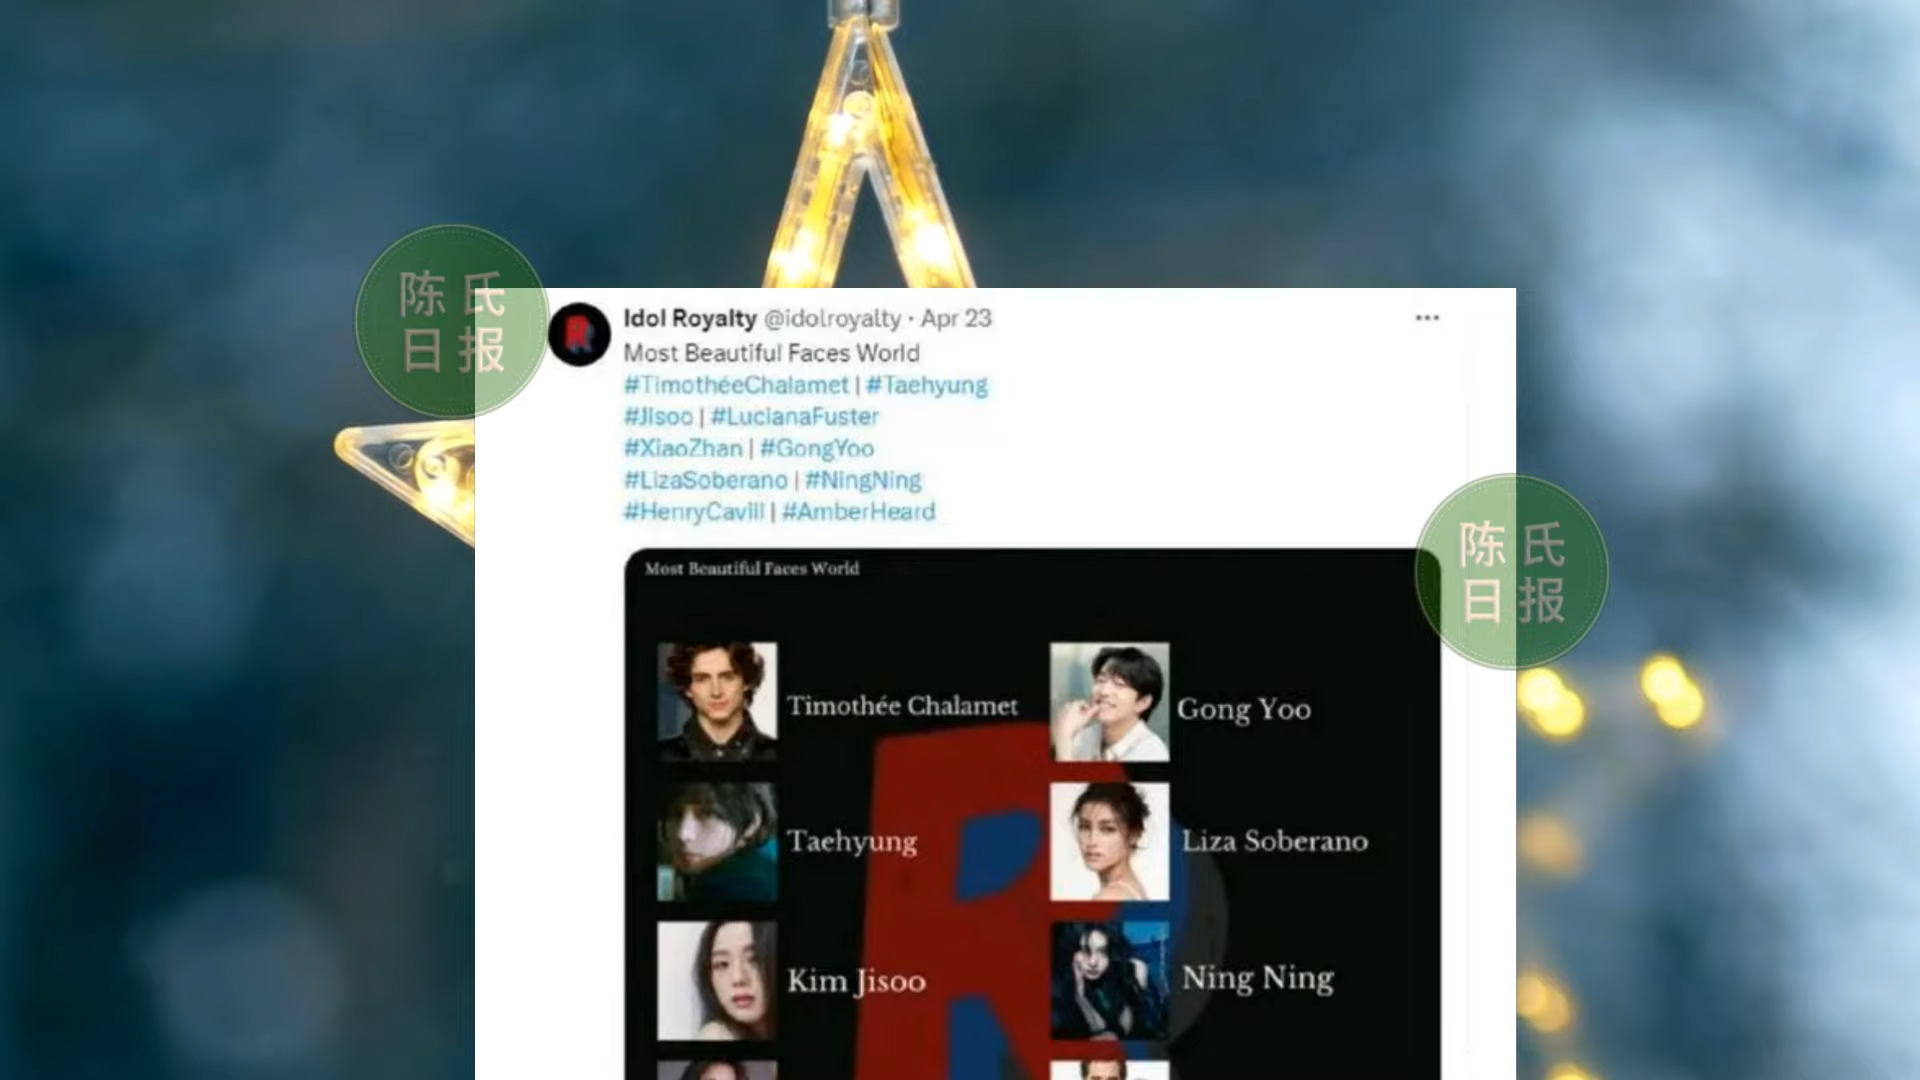 陈氏
日报
Idol Royalty @idolroyalty · Apr 23
Most Beautiful Faces World
#TimothéeChalamet | #Taehyung
#JIsoo | #LucianaFuster
#XiaoZhan | #GongYoo
#LizaSoberano | #NingNing
#HenryCavill | #AmberHeard
陈氏
日报
Most Beautiful Faces World
Timothée Chalamet
Gong Yoo
Taehyung
Liza Soberano
Kim Jisoo
Ning Ning
R